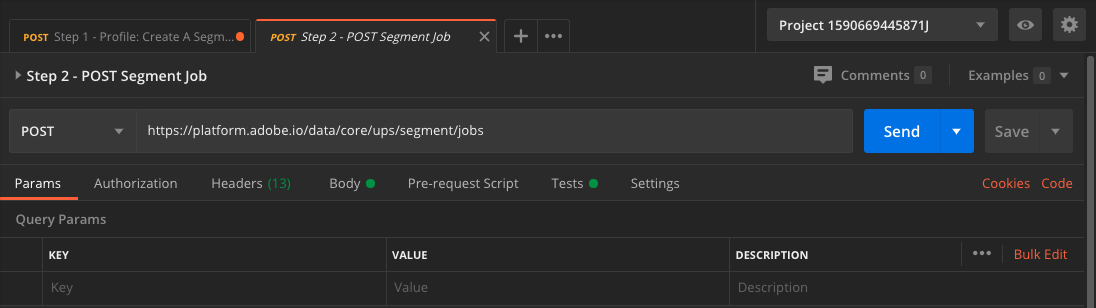 POST Step 1 - Profile: Create A Segm... POST Step 2 - POST Segment Job Project 1590669445871J
Step 2 - POST Segment Job Comments 0 Examples 0
POST https://platform.adobe.io/data/core/ups/segment/jobs Send Save
Params Authorization Headers (13) Body Pre-request Script Tests Settings Cookies Code
Query Params
KEY VALUE DESCRIPTION Bulk Edit
Key Value Description